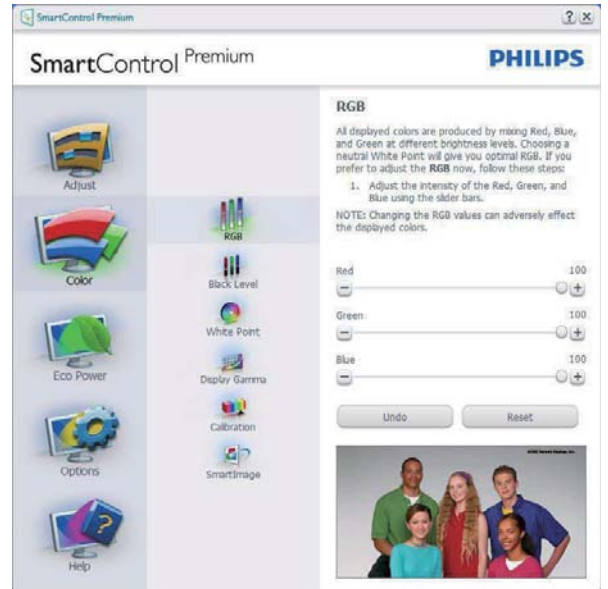 SmartControl Premium
? x
SmartControl Premium
PHILIPS
Adjust
Color
Eco Power
Options
Help
RGB
Black Level
White Point
Display Gamma
Calibration
SmartImage
RGB
All displayed colors are produced by mixing Red, Blue,
and Green at different brightness levels. Choosing a
neutral White Point will give you optimal RGB. If you
prefer to adjust the RGB now, follow these steps:
1. Adjust the intensity of the Red, Green, and
Blue using the slider bars.
NOTE: Changing the RGB values can adversely effect
the displayed colors.
Red 100
Green 100
Blue 100
Undo Reset